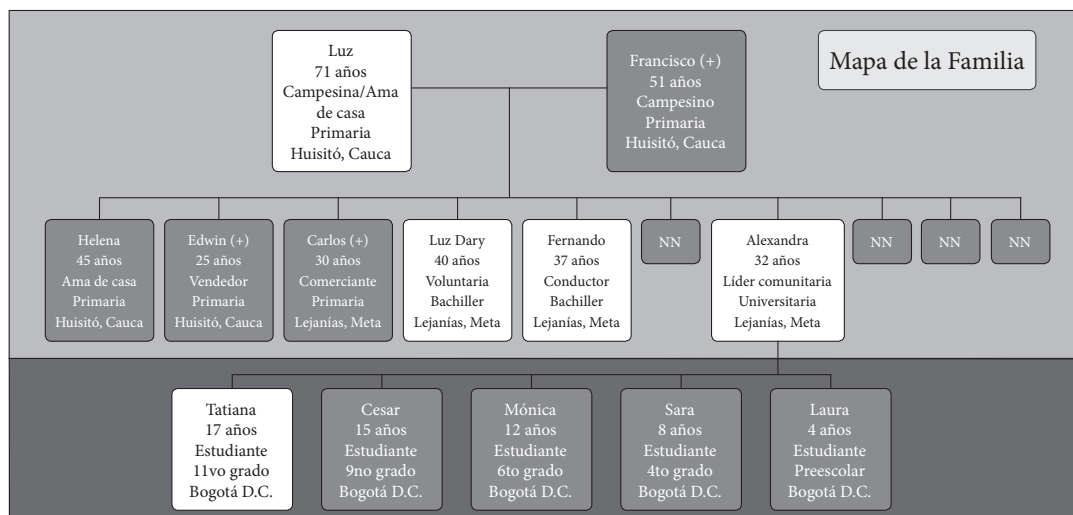 Mapa de la Familia
Luz
71 años
Campesina/Ama
de casa
Primaria
Huisitó, Cauca
Francisco (+)
51 años
Campesino
Primaria
Huisitó, Cauca
Helena
45 años
Ama de casa
Primaria
Huisitó, Cauca
Edwin (+)
25 años
Vendedor
Primaria
Huisitó, Cauca
Carlos (+)
30 años
Comerciante
Primaria
Lejanías, Meta
Luz Dary
40 años
Voluntaria
Bachiller
Lejanías, Meta
Fernando
37 años
Conductor
Bachiller
Lejanías, Meta
NN
Alexandra
32 años
Líder comunitaria
Universitaria
Lejanías, Meta
NN
NN
NN
Tatiana
17 años
Estudiante
11vo grado
Bogotá D.C.
Cesar
15 años
Estudiante
9no grado
Bogotá D.C.
Mónica
12 años
Estudiante
6to grado
Bogotá D.C.
Sara
8 años
Estudiante
4to grado
Bogotá D.C.
Laura
4 años
Estudiante
Preescolar
Bogotá D.C.